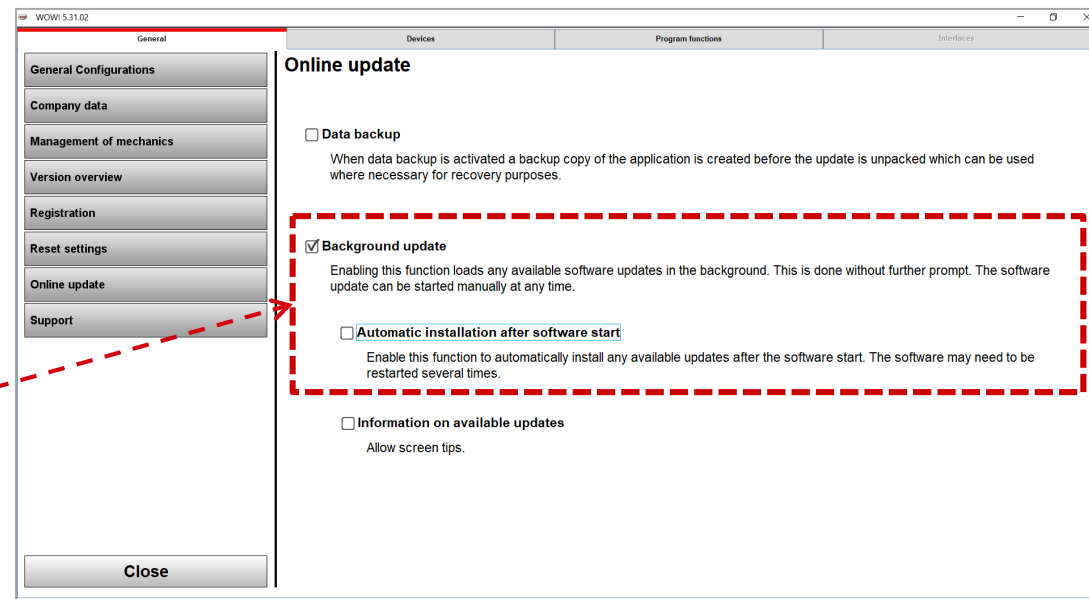 WOW! 5.31.02
General
Devices
Program functions
Interfaces
General Configurations
Company data
Management of mechanics
Version overview
Registration
Reset settings
Online update
Support
Close
Online update
Data backup
When data backup is activated a backup copy of the application is created before the update is unpacked which can be used
where necessary for recovery purposes.
Background update
Enabling this function loads any available software updates in the background. This is done without further prompt. The software
update can be started manually at any time.
Automatic installation after software start
Enable this function to automatically install any available updates after the software start. The software may need to be
restarted several times.
Information on available updates
Allow screen tips.